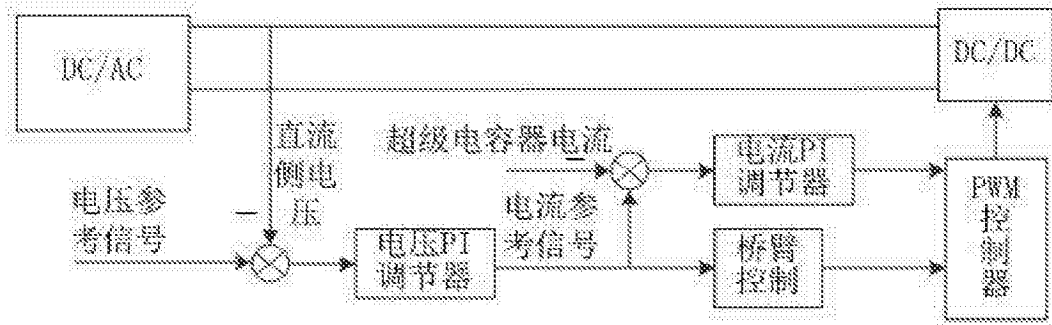 DC/AC
DC/DC
直流
侧电
压
超级电容器电流
电流PI
调节器
PWM
控
制
器
电压参
考信号
电流参
考信号
电压PI
调节器
桥臂
控制